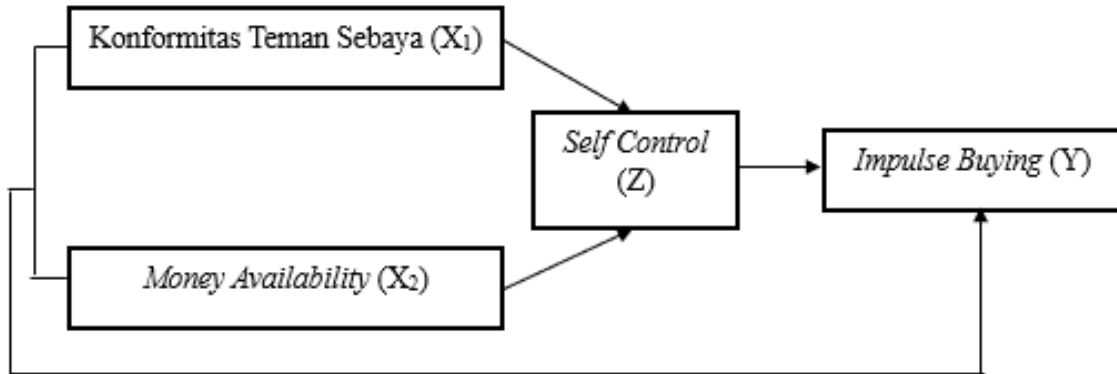 Konformitas Teman Sebaya (X₁)
Self Control
(Z)
Impulse Buying (Y)
Money Availability (X₂)